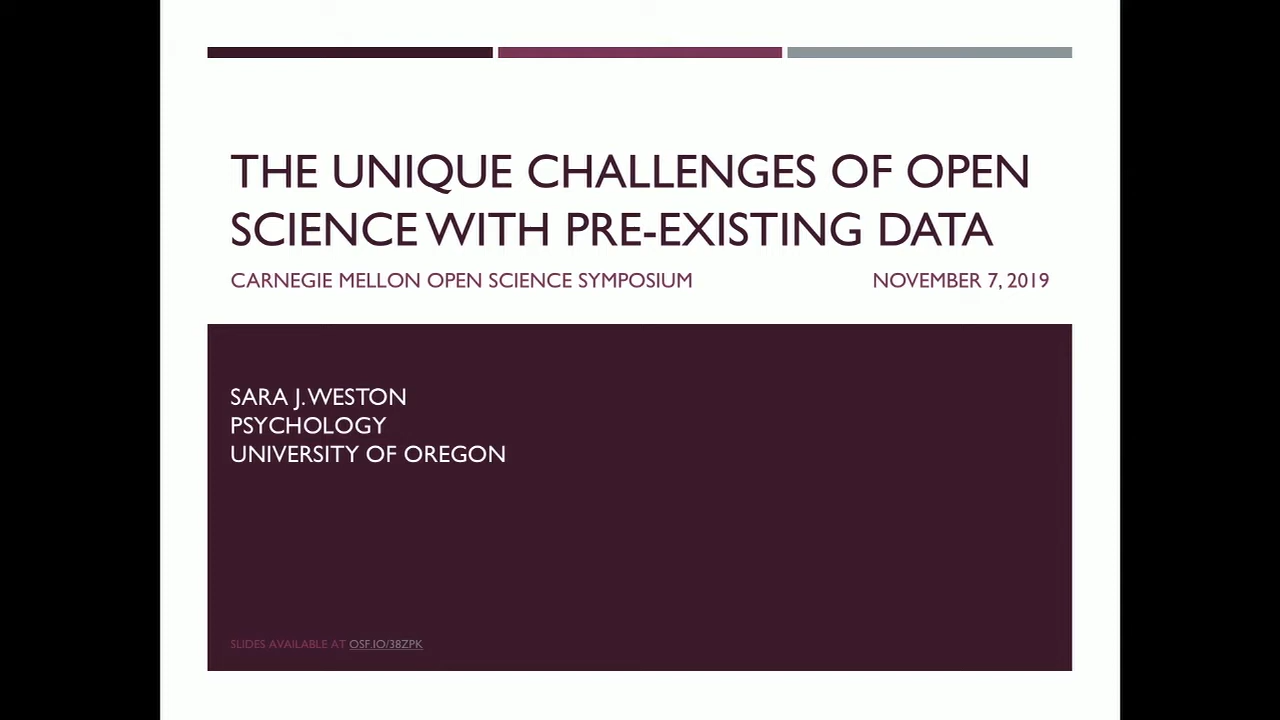 THE UNIQUE CHALLENGES OF OPEN
SCIENCE WITH PRE-EXISTING DATA
CARNEGIE MELLON OPEN SCIENCE SYMPOSIUM NOVEMBER 7, 2019
SARA J. WESTON
PSYCHOLOGY
UNIVERSITY OF OREGON
SLIDES AVAILABLE AT OSF.IO/38ZPK